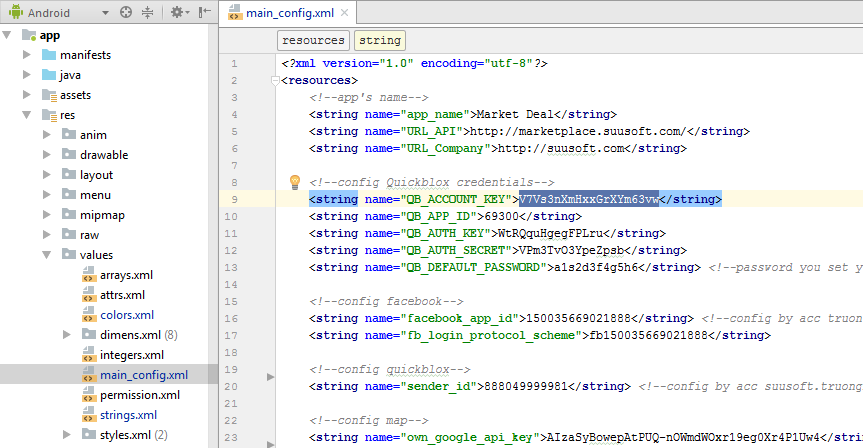 Android
main_config.xml
app
manifests
java
assets
res
anim
drawable
layout
menu
mipmap
raw
values
arrays.xml
attrs.xml
colors.xml
dimens.xml (8)
integers.xml
main_config.xml
permission.xml
strings.xml
styles.xml (2)
resources string
1 <?xml version="1.0" encoding="utf-8"?>
2 <resources>
3 <!--app's name-->
4 <string name="app_name">Market Deal</string>
5 <string name="URL_API">http://marketplace.suusoft.com/</string>
6 <string name="URL_Company">http://suusoft.com</string>
7
8 <!--config Quickblox credentials-->
9 <string name="QB_ACCOUNT_KEY">V7Vs3nXmHxxGrXYm63vw</string>
10 <string name="QB_APP_ID">69300</string>
11 <string name="QB_AUTH_KEY">WtRQquHgegFPLru</string>
12 <string name="QB_AUTH_SECRET">VPm3TvO3YpeZpsb</string>
13 <string name="QB_DEFAULT_PASSWORD">a1s2d3f4g5h6</string> <!--password you set y
14
15 <!--config facebook-->
16 <string name="facebook_app_id">150035669021888</string> <!--config by acc truon
17 <string name="fb_login_protocol_scheme">fb150035669021888</string>
18
19 <!--config quickblox-->
20 <string name="sender_id">888049999981</string> <!--config by acc suusoft.truong
21
22 <!--config map-->
23 <string name="own_google_api_key">AIzaSyBowepAtPUQ-nOWmdWOxr19eg0Xr4P1Uw4</stri